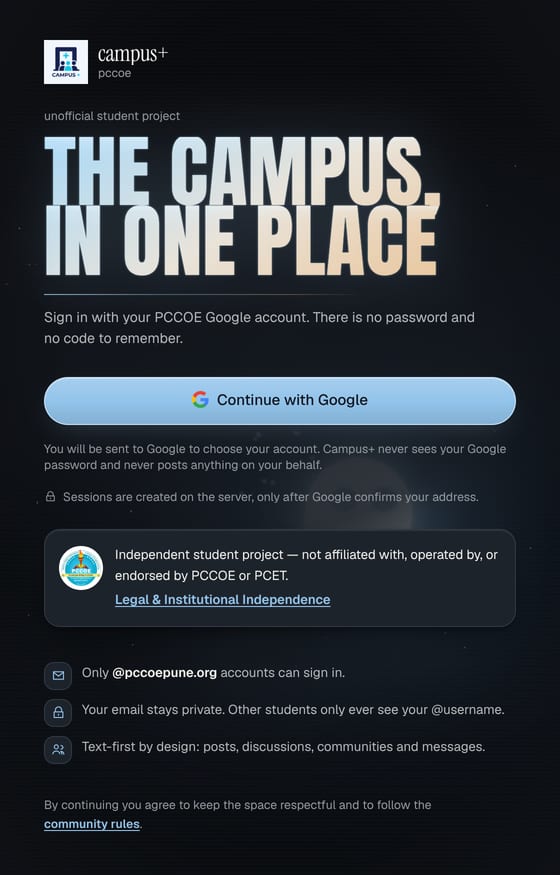 CAMPUS +
campus+
pccoe
unofficial student project
THE CAMPUS,
IN ONE PLACE
Sign in with your PCCOE Google account. There is no password and
no code to remember.
Continue with Google
You will be sent to Google to choose your account. Campus+ never sees your Google
password and never posts anything on your behalf.
Sessions are created on the server, only after Google confirms your address.
PCCOE
Independent student project — not affiliated with, operated by, or
endorsed by PCCOE or PCET.
Legal & Institutional Independence
Only @pccoepune.org accounts can sign in.
Your email stays private. Other students only ever see your @username.
Text-first by design: posts, discussions, communities and messages.
By continuing you agree to keep the space respectful and to follow the
community rules.